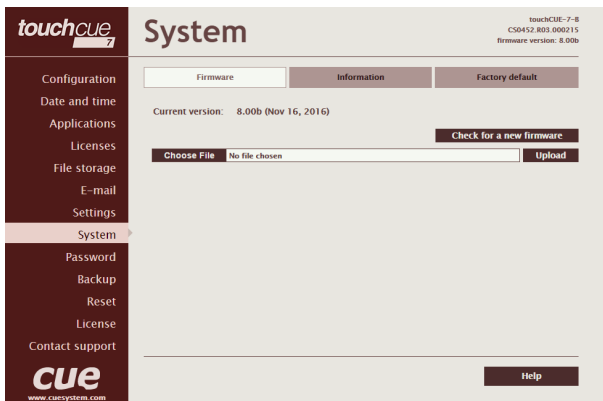 touchcue
7
System
touchCUE-7-B
CS0452.R03.000215
firmware version: 8.00b
Configuration
Date and time
Applications
Licenses
File storage
E-mail
Settings
System
Password
Backup
Reset
License
Contact support
cue
www.cuesystem.com
Firmware
Information
Factory default
Current version: 8.00b (Nov 16, 2016)
Check for a new firmware
Choose File No file chosen
Upload
Help